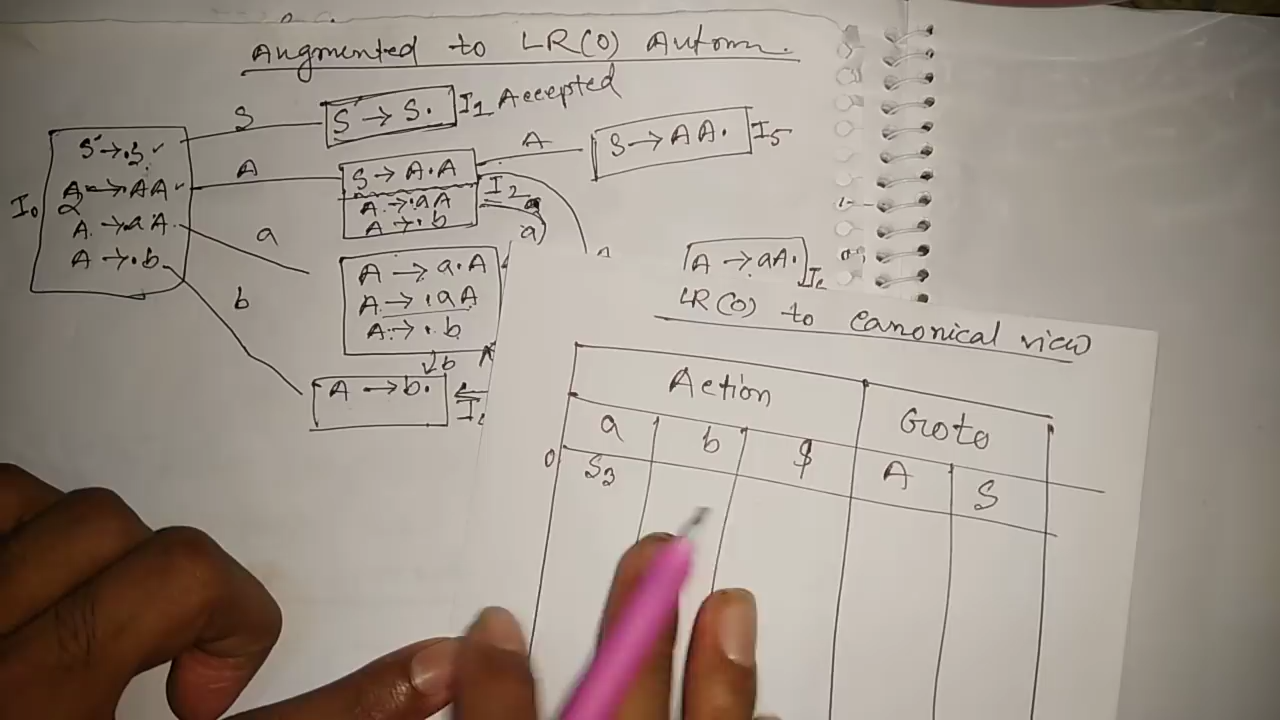 Augmented to LR(0) Autom.
S
S → S.
I1 Accepted
S' → .S
A
S → AA.
I5
I0
A → .AA
A
S → A.A
I2
A → .aA
A → .b
a
A → .aA
a
A → .b
b
A → a.A
A → .aA
A → .b
b
A → b.
A → aA.
LR(0) to canonical view
Action
Goto
a
b
$
A
S
0
S3